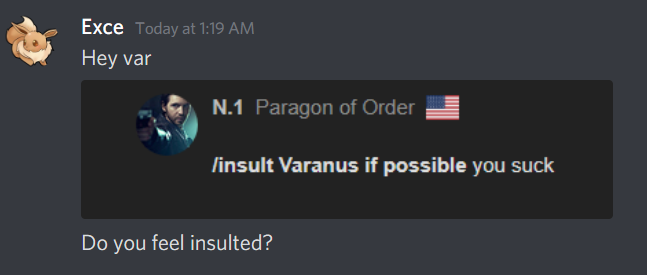 Exce Today at 1:19 AM
Hey var
N.1 Paragon of Order
/insult Varanus if possible you suck
Do you feel insulted?